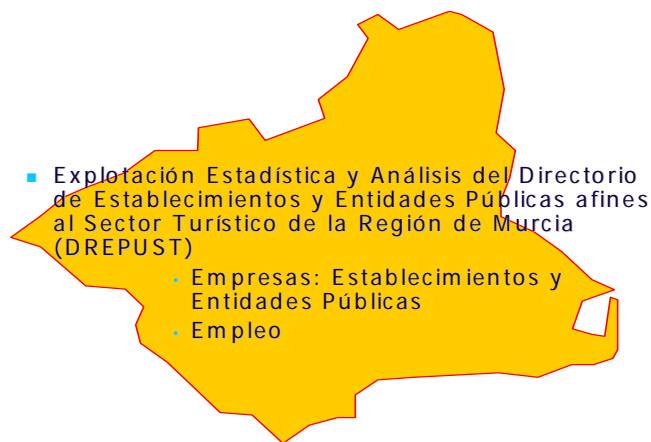 Explotación Estadística y Análisis del Directorio
de Establecimientos y Entidades Públicas afines
al Sector Turístico de la Región de Murcia
(DREPUST)
Empresas: Establecimientos y
Entidades Públicas
Empleo